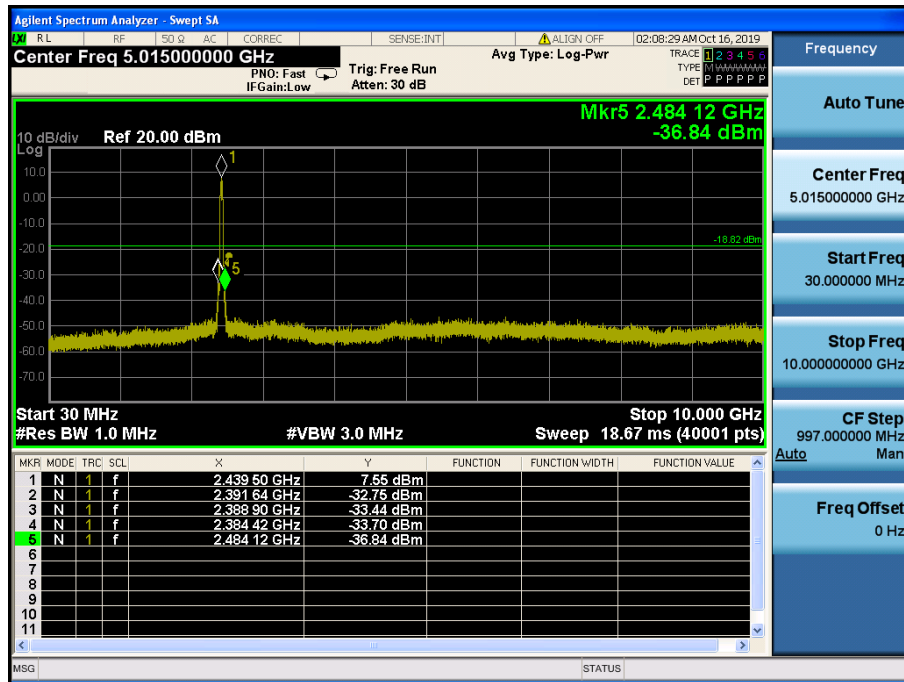 Agilent Spectrum Analyzer - Swept SA
LXI RL RF 50 Ω AC CORREC SENSE:INT ALIGN OFF 02:08:29 AM Oct 16, 2019
Center Freq 5.015000000 GHz
PNO: Fast
IFGain:Low
Trig: Free Run
Atten: 30 dB
Avg Type: Log-Pwr
TRACE 1 2 3 4 5 6
TYPE M WWWWW
DET P P P P P P
Mkr5 2.484 12 GHz
-36.84 dBm
10 dB/div Ref 20.00 dBm
Log
10.0
0.00
-10.0
-20.0
-30.0
-40.0
-50.0
-60.0
-70.0
1
5
-18.82 dBm
Start 30 MHz Stop 10.000 GHz
#Res BW 1.0 MHz #VBW 3.0 MHz Sweep 18.67 ms (40001 pts)
MKR MODE TRC SCL X Y FUNCTION FUNCTION WIDTH FUNCTION VALUE
1 N 1 f 2.439 50 GHz 7.55 dBm
2 N 1 f 2.391 64 GHz -32.75 dBm
3 N 1 f 2.388 90 GHz -33.44 dBm
4 N 1 f 2.384 42 GHz -33.70 dBm
5 N 1 f 2.484 12 GHz -36.84 dBm
6
7
8
9
10
11
MSG STATUS
Frequency
Auto Tune
Center Freq
5.015000000 GHz
Start Freq
30.000000 MHz
Stop Freq
10.000000000 GHz
CF Step
997.000000 MHz
Auto Man
Freq Offset
0 Hz